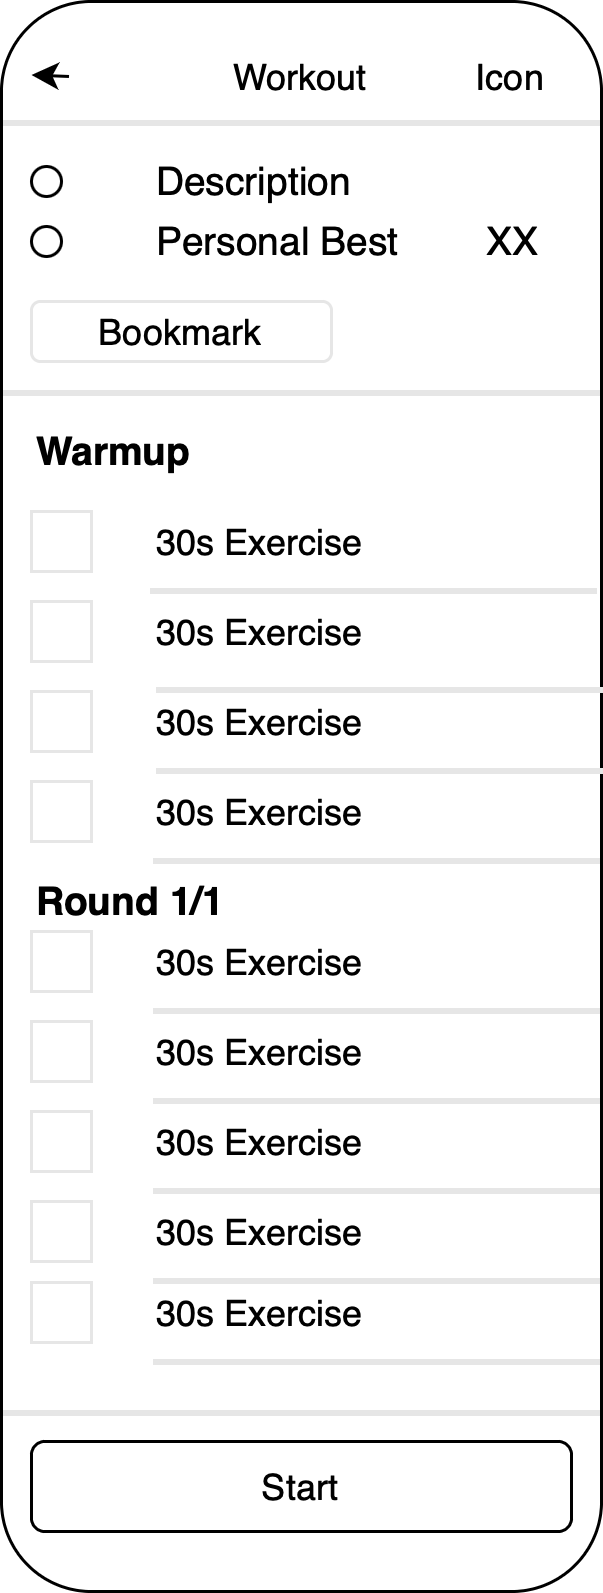 Workout Icon
Description
Personal Best XX
Bookmark
Warmup
30s Exercise
30s Exercise
30s Exercise
30s Exercise
Round 1/1
30s Exercise
30s Exercise
30s Exercise
30s Exercise
30s Exercise
Start